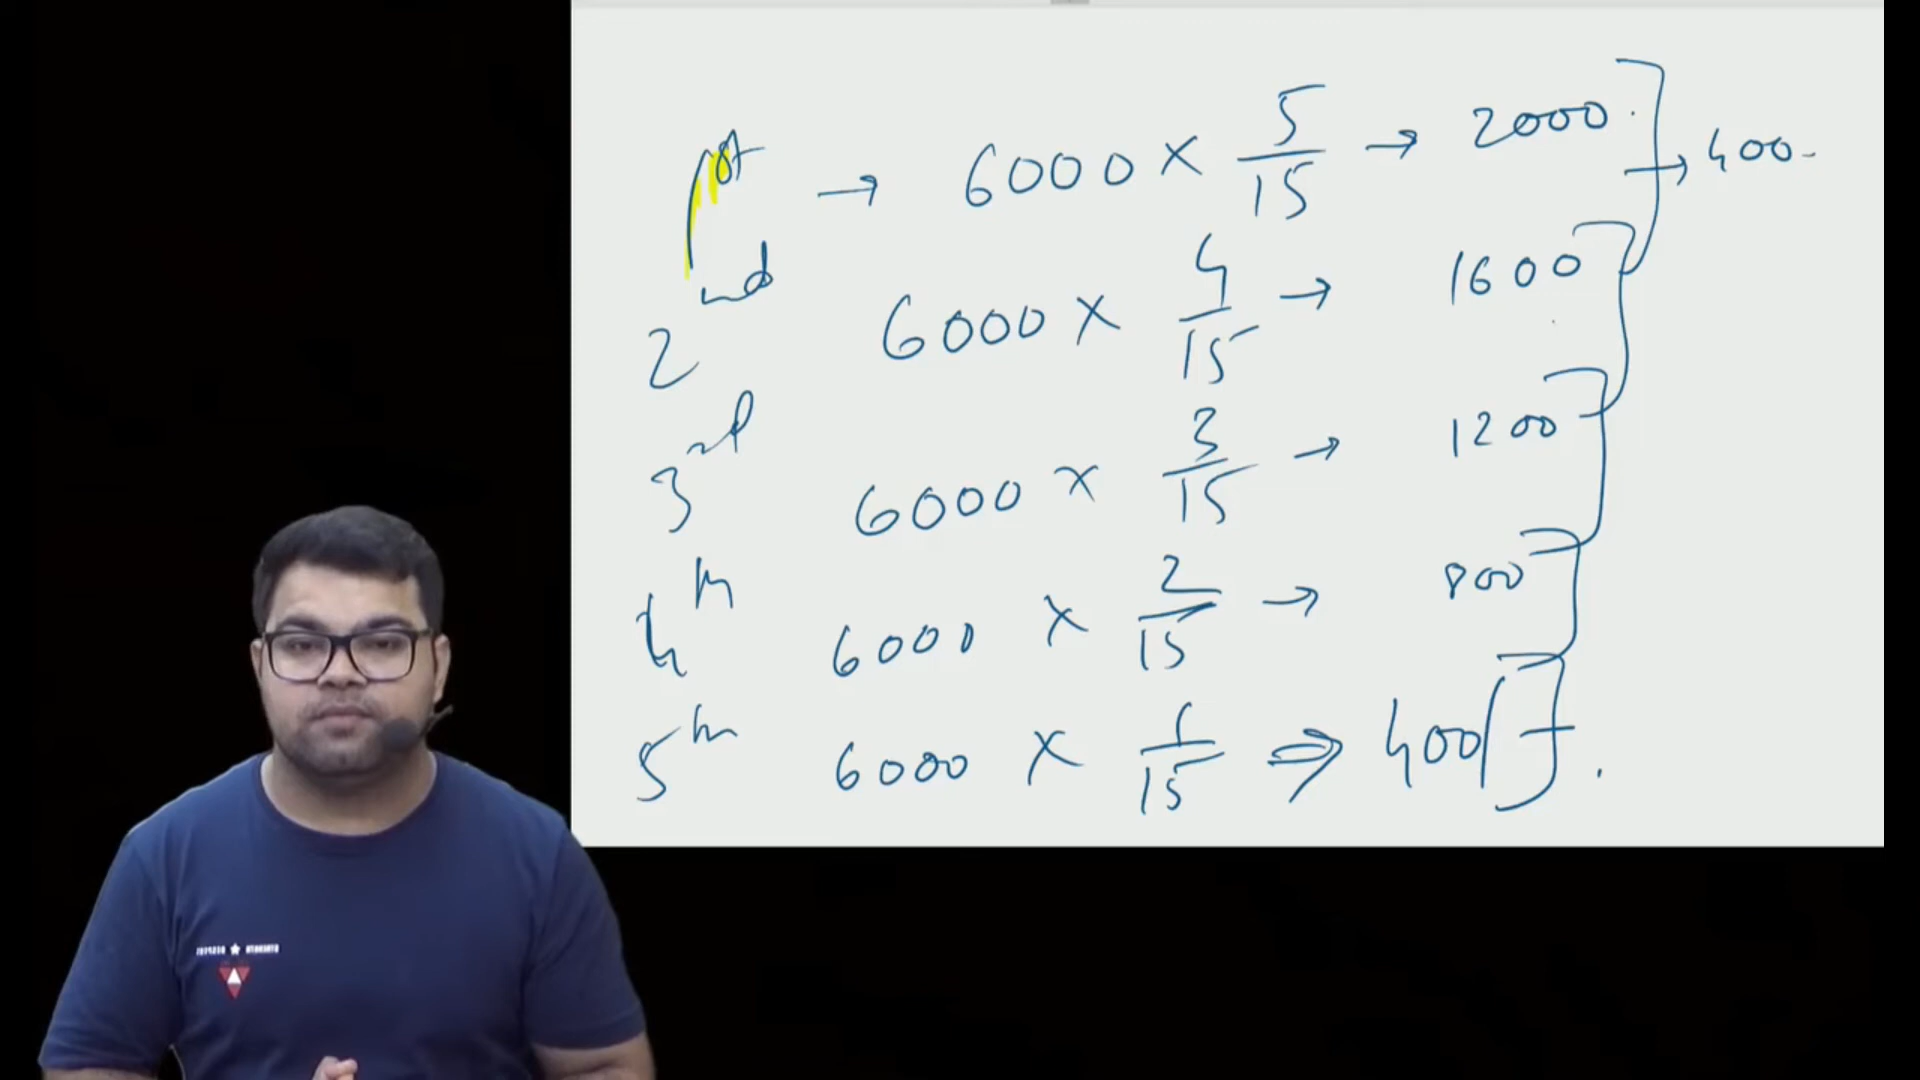 1st → 6000 × 5/15 → 2000. → 400.
2nd 6000 × 4/15 → 1600
3rd 6000 × 3/15 → 1200
4th 6000 × 2/15 → 800
5th 6000 × 1/15 ⇒ 400